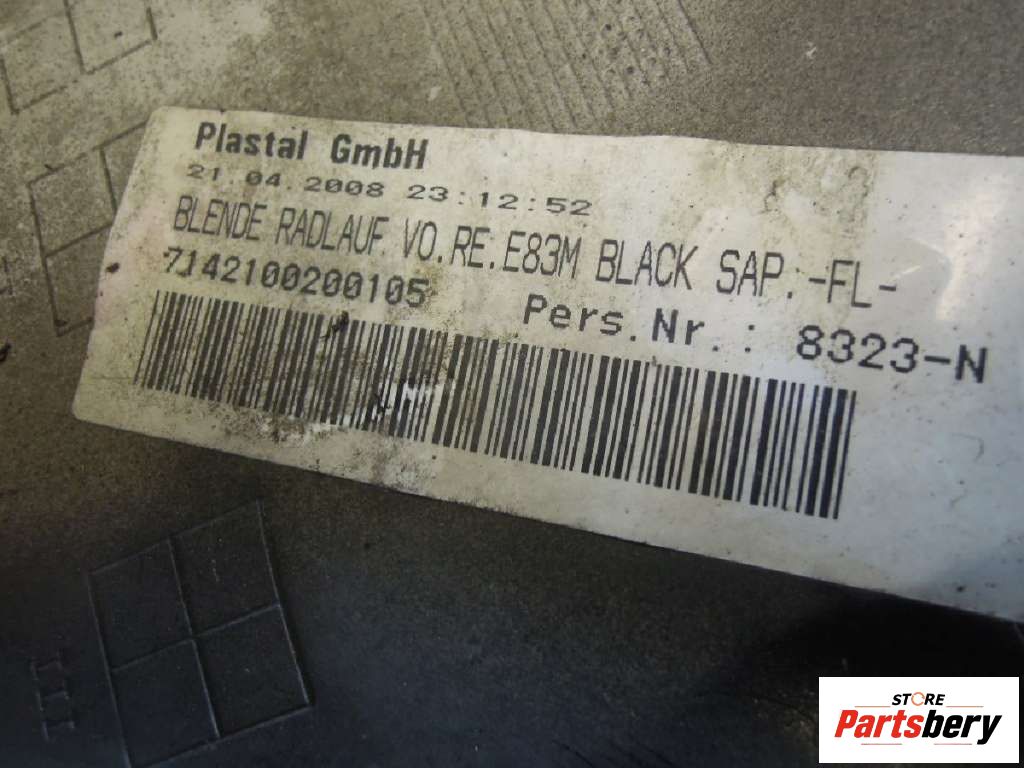 Plastal GmbH
21.04.2008 23:12:52
BLENDE RADLAUF. VO.RE.E83M BLACK SAP.-FL-
7142100200105
Pers.Nr.: 8323-N
STORE
Partsbery